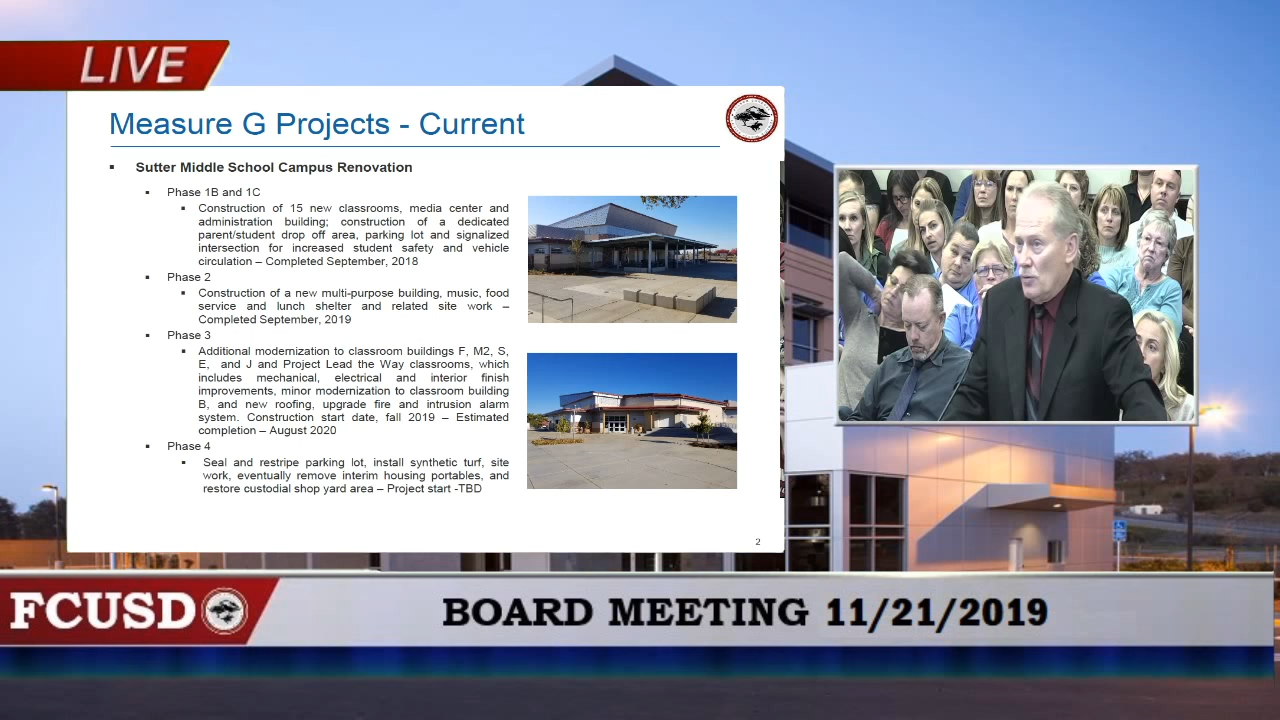 LIVE
Measure G Projects - Current
▪ Sutter Middle School Campus Renovation
▪ Phase 1B and 1C
▪ Construction of 15 new classrooms, media center and
administration building; construction of a dedicated
parent/student drop off area, parking lot and signalized
intersection for increased student safety and vehicle
circulation – Completed September, 2018
▪ Phase 2
▪ Construction of a new multi-purpose building, music, food
service and lunch shelter and related site work –
Completed September, 2019
▪ Phase 3
▪ Additional modernization to classroom buildings F, M2, S,
E, and J and Project Lead the Way classrooms, which
includes mechanical, electrical and interior finish
improvements, minor modernization to classroom building
B, and new roofing, upgrade fire and intrusion alarm
system. Construction start date, fall 2019 – Estimated
completion – August 2020
▪ Phase 4
▪ Seal and restripe parking lot, install synthetic turf, site
work, eventually remove interim housing portables, and
restore custodial shop yard area – Project start -TBD
2
FCUSD
BOARD MEETING 11/21/2019